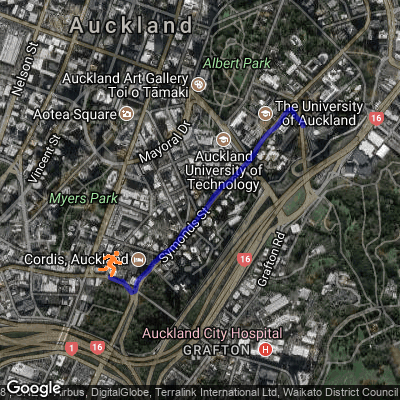 Auckland
Albert Park
Nelson St
Auckland Art Gallery
Toi o Tāmaki
Aotea Square
The University
of Auckland
16
Mayoral Dr
Vincent St
Auckland
University of
Technology
Myers Park
Symonds St
Cordis, Auckland
16
Grafton Rd
Auckland City Hospital
1
16
GRAFTON
H
Google
DigitalGlobe, Terralink International Ltd, Waikato District Council